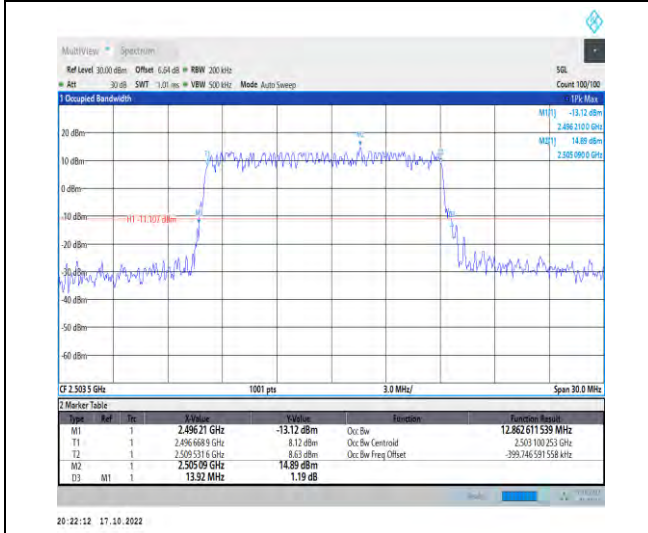 MultiView Spectrum
Ref Level 30.00 dBm Offset 6.64 dB RBW 200 kHz SGL
Att 30 dB SWT 1.01 ms VBW 500 kHz Mode Auto Sweep Count 100/100
1 Occupied Bandwidth 1Pk Max
M1[1] -13.12 dBm
2.496 210 0 GHz
M2[1] 14.89 dBm
2.505 090 0 GHz
20 dBm
10 dBm
0 dBm
-10 dBm
H1 -11.107 dBm
-20 dBm
-30 dBm
-40 dBm
-50 dBm
-60 dBm
CF 2.503 5 GHz 1001 pts 3.0 MHz/ Span 30.0 MHz
2 Marker Table
Type Ref Trc X-Value Y-Value Function Function Result
M1 1 2.496 21 GHz -13.12 dBm Occ Bw 12.862 611 539 MHz
T1 1 2.496 668 9 GHz 8.12 dBm Occ Bw Centroid 2.503 100 253 GHz
T2 1 2.509 531 6 GHz 8.63 dBm Occ Bw Freq Offset -399.746 591 558 kHz
M2 1 2.505 09 GHz 14.89 dBm
D3 M1 1 13.92 MHz 1.19 dB
20:22:12 17.10.2022